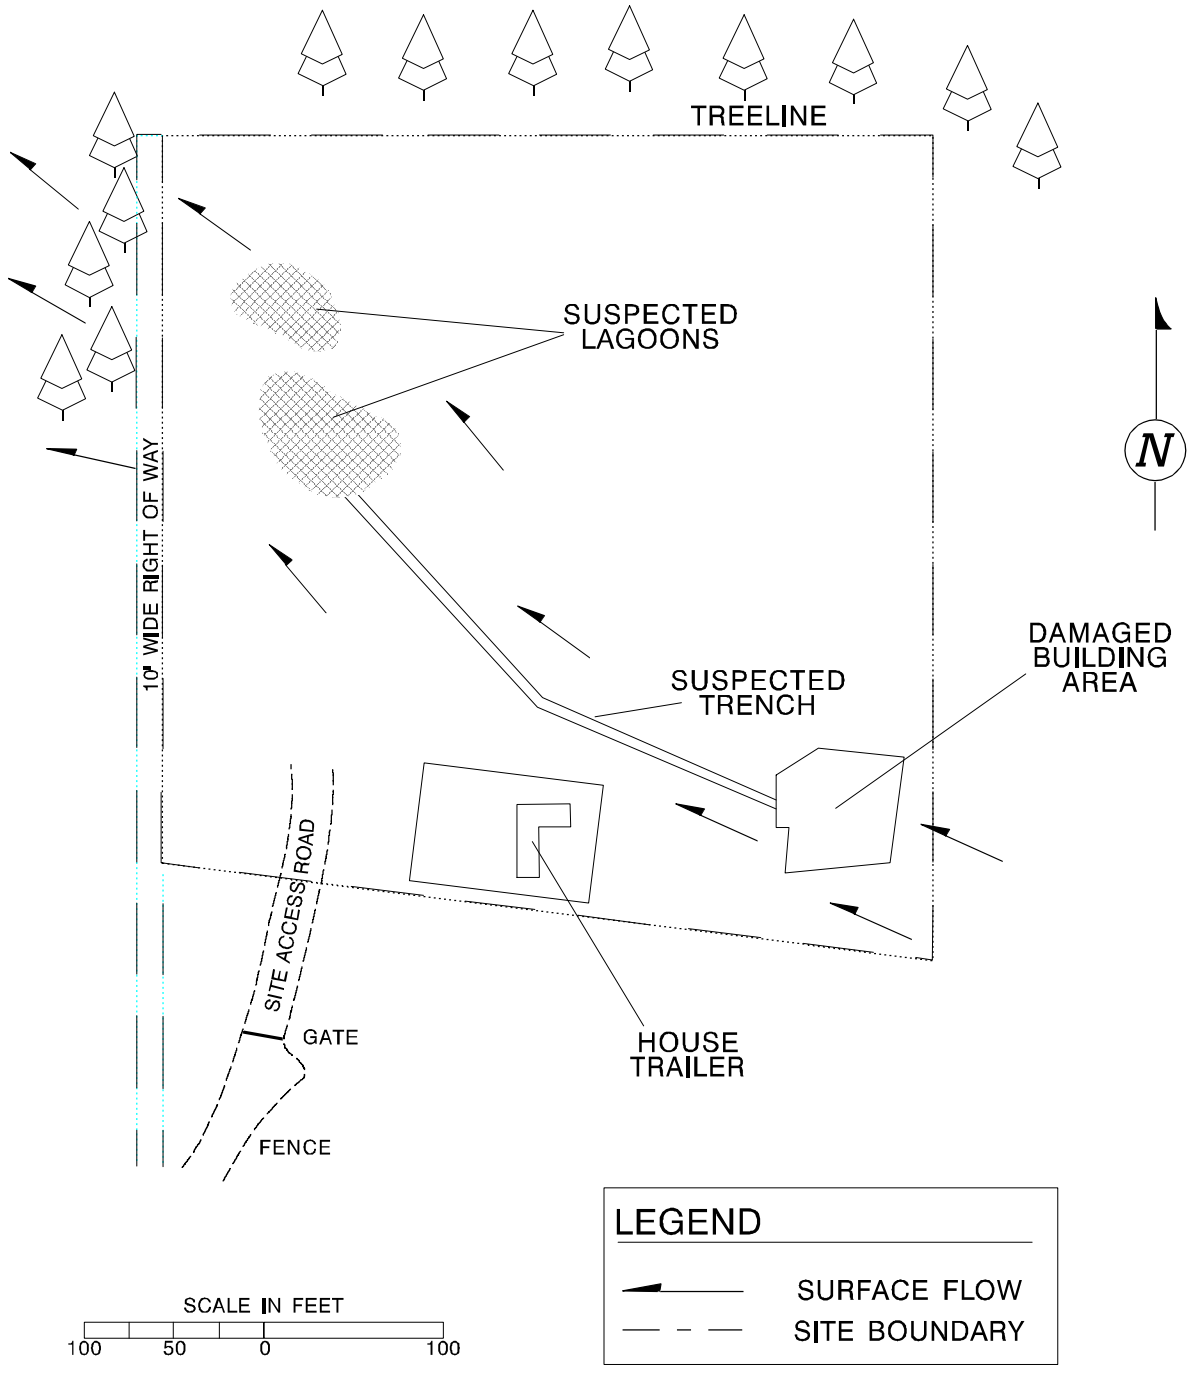 TREELINE
SUSPECTED
LAGOONS
N
10' WIDE RIGHT OF WAY
DAMAGED
BUILDING
AREA
SUSPECTED
TRENCH
SITE ACCESS ROAD
HOUSE
TRAILER
GATE
FENCE
LEGEND
SURFACE FLOW
SITE BOUNDARY
SCALE IN FEET
100 50 0 100